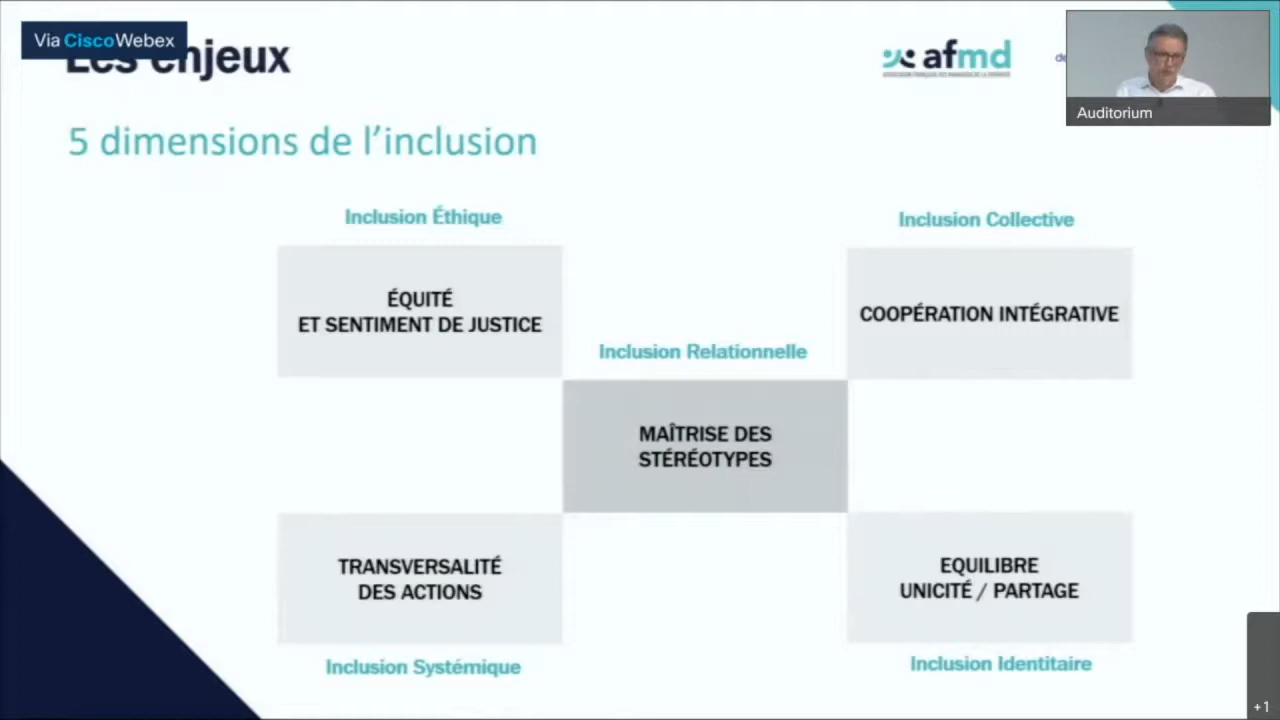 Via CiscoWebex
Les enjeux
afmd
de
Auditorium
5 dimensions de l'inclusion
Inclusion Éthique
Inclusion Collective
ÉQUITÉ
ET SENTIMENT DE JUSTICE
COOPÉRATION INTÉGRATIVE
Inclusion Relationnelle
MAÎTRISE DES
STÉRÉOTYPES
TRANSVERSALITÉ
DES ACTIONS
EQUILIBRE
UNICITÉ / PARTAGE
Inclusion Systémique
Inclusion Identitaire
+1